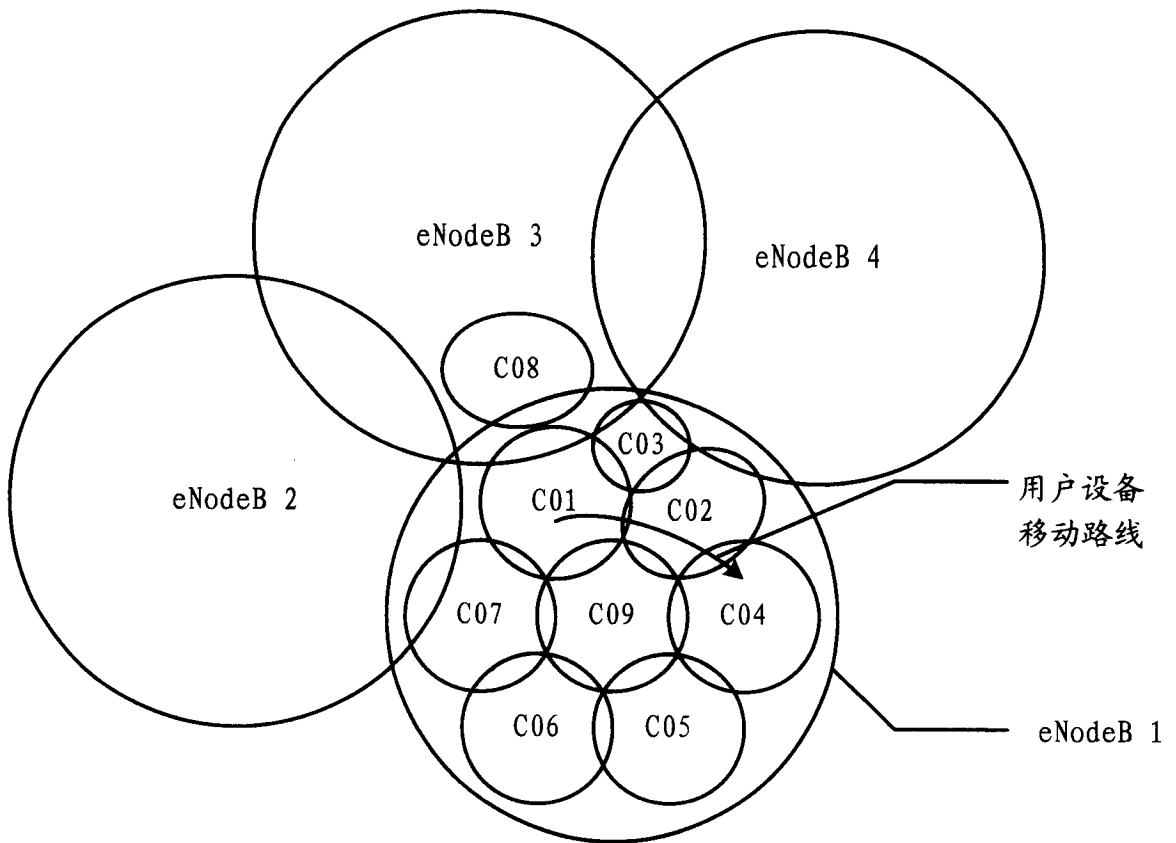 eNodeB 3
eNodeB 4
C08
C03
eNodeB 2
C01
C02
用户设备
移动路线
C07
C09
C04
C06
C05
eNodeB 1